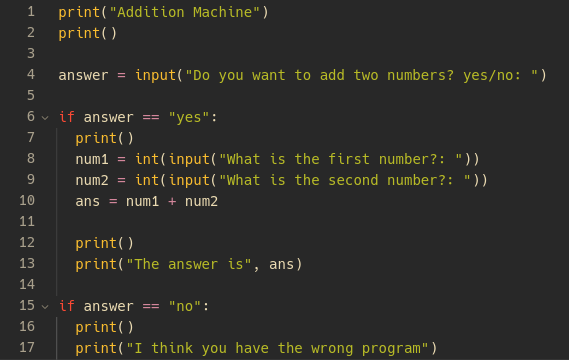 1 print("Addition Machine")
2 print()
3
4 answer = input("Do you want to add two numbers? yes/no: ")
5
6 if answer == "yes":
7   print()
8   num1 = int(input("What is the first number?: "))
9   num2 = int(input("What is the second number?: "))
10   ans = num1 + num2
11
12   print()
13   print("The answer is", ans)
14
15 if answer == "no":
16   print()
17   print("I think you have the wrong program")